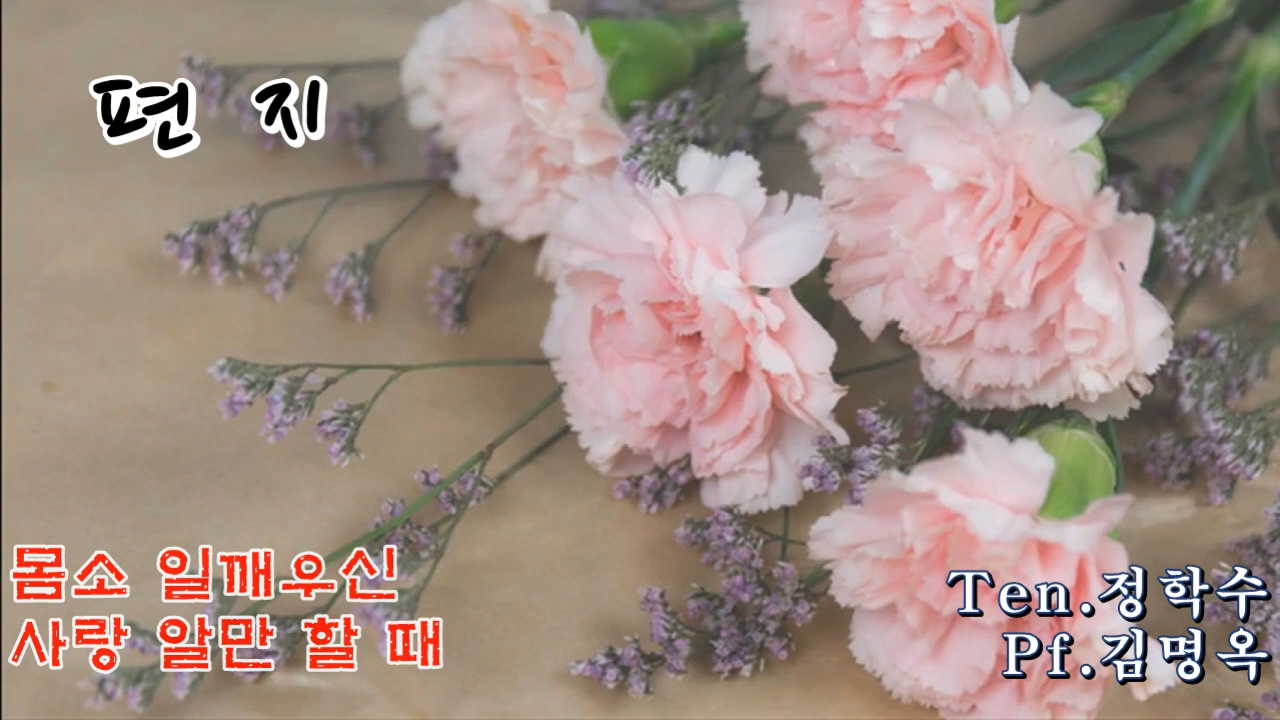 편 지
몸소 일깨우신
사랑 알만 할 때
Ten.정학수
Pf.김명옥